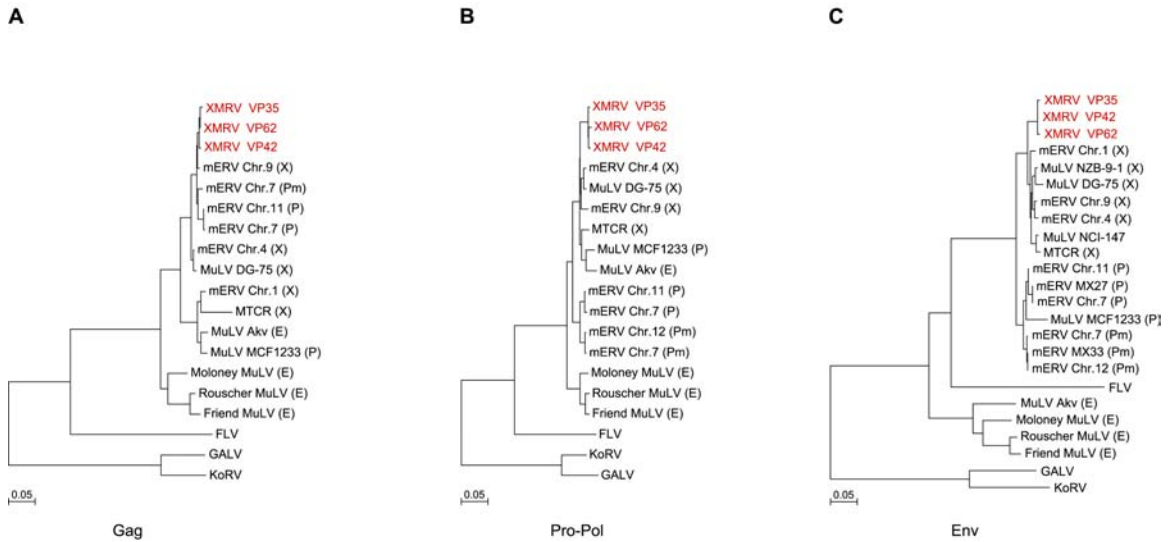 A
XMRV VP35
XMRV VP62
XMRV VP42
mERV Chr.9 (X)
mERV Chr.7 (Pm)
mERV Chr.11 (P)
mERV Chr.7 (P)
mERV Chr.4 (X)
MuLV DG-75 (X)
mERV Chr.1 (X)
MTCR (X)
MuLV Akv (E)
MuLV MCF1233 (P)
Moloney MuLV (E)
Rouscher MuLV (E)
Friend MuLV (E)
FLV
GALV
KoRV
0.05
Gag
B
XMRV VP35
XMRV VP62
XMRV VP42
mERV Chr.4 (X)
MuLV DG-75 (X)
mERV Chr.9 (X)
MTCR (X)
MuLV MCF1233 (P)
MuLV Akv (E)
mERV Chr.11 (P)
mERV Chr.7 (P)
mERV Chr.12 (Pm)
mERV Chr.7 (Pm)
Moloney MuLV (E)
Rouscher MuLV (E)
Friend MuLV (E)
FLV
KoRV
GALV
0.05
Pro-Pol
C
XMRV VP35
XMRV VP42
XMRV VP62
mERV Chr.1 (X)
MuLV NZB-9-1 (X)
MuLV DG-75 (X)
mERV Chr.9 (X)
mERV Chr.4 (X)
MuLV NCI-147
MTCR (X)
mERV Chr.11 (P)
mERV MX27 (P)
mERV Chr.7 (P)
MuLV MCF1233 (P)
mERV Chr.7 (Pm)
mERV MX33 (Pm)
mERV Chr.12 (Pm)
FLV
MuLV Akv (E)
Moloney MuLV (E)
Rouscher MuLV (E)
Friend MuLV (E)
GALV
KoRV
0.05
Env